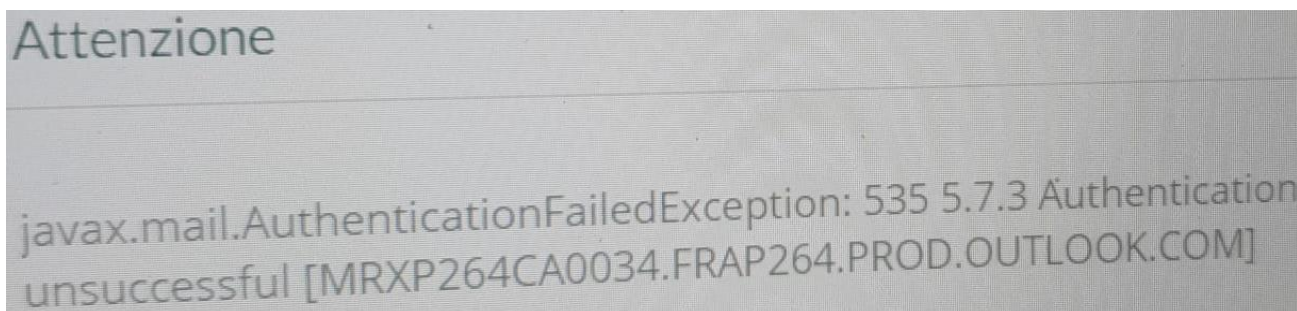 Attenzione
javax.mail.AuthenticationFailedException: 535 5.7.3 Authentication
unsuccessful [MRXP264CA0034.FRAP264.PROD.OUTLOOK.COM]